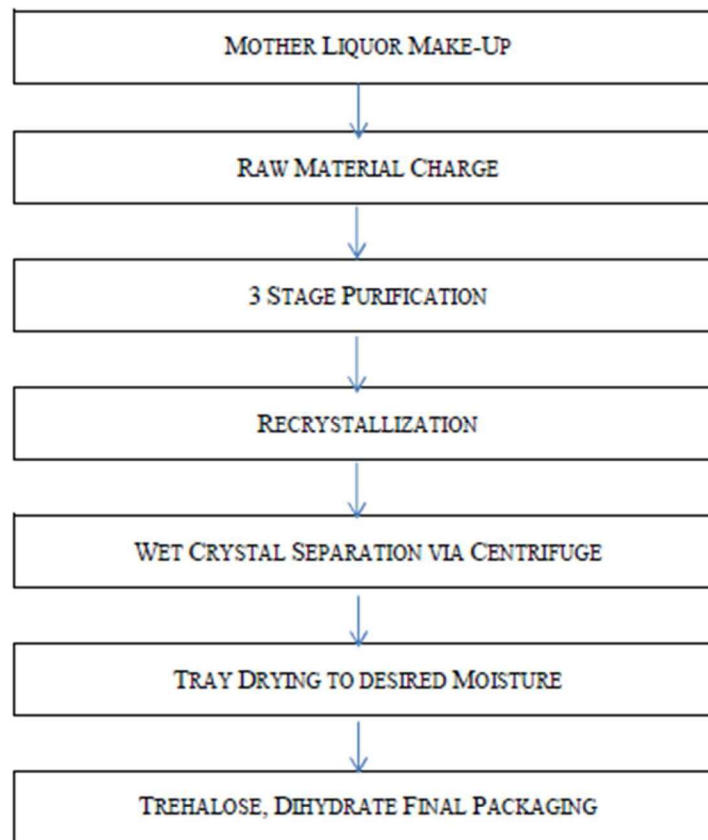 MOTHER LIQUOR MAKE-UP
RAW MATERIAL CHARGE
3 STAGE PURIFICATION
RECRYSTALLIZATION
WET CRYSTAL SEPARATION VIA CENTRIFUGE
TRAY DRYING TO DESIRED MOISTURE
TREHALOSE, DIHYDRATE FINAL PACKAGING